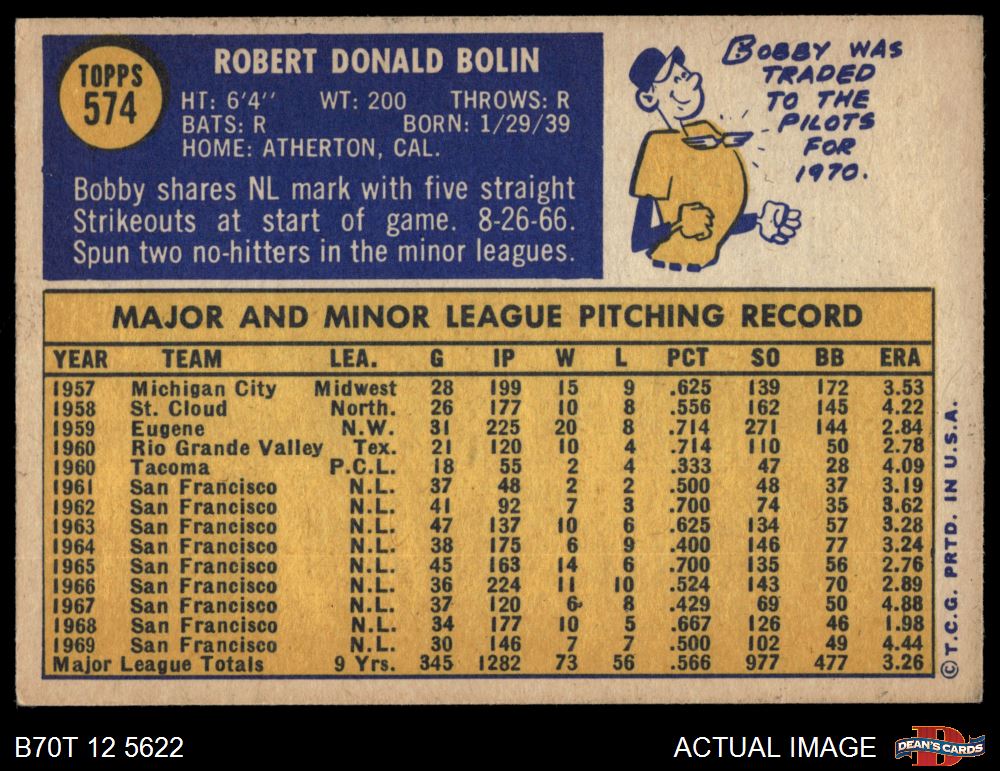 TOPPS
574
ROBERT DONALD BOLIN
HT: 6'4'' WT: 200 THROWS: R
BATS: R BORN: 1/29/39
HOME: ATHERTON, CAL.
Bobby shares NL mark with five straight
Strikeouts at start of game. 8-26-66.
Spun two no-hitters in the minor leagues.
BOBBY WAS
TRADED
TO THE
PILOTS
FOR
1970.
MAJOR AND MINOR LEAGUE PITCHING RECORD
YEAR TEAM LEA. G IP W L PCT SO BB ERA
1957 Michigan City Midwest 28 199 15 9 .625 139 172 3.53
1958 St. Cloud North. 26 177 10 8 .556 162 145 4.22
1959 Eugene N.W. 31 225 20 8 .714 271 144 2.84
1960 Rio Grande Valley Tex. 21 120 10 4 .714 110 50 2.78
1960 Tacoma P.C.L. 18 55 2 4 .333 47 28 4.09
1961 San Francisco N.L. 37 48 2 2 .500 48 37 3.19
1962 San Francisco N.L. 41 92 7 3 .700 74 35 3.62
1963 San Francisco N.L. 47 137 10 6 .625 134 57 3.28
1964 San Francisco N.L. 38 175 6 9 .400 146 77 3.24
1965 San Francisco N.L. 45 163 14 6 .700 135 56 2.76
1966 San Francisco N.L. 36 224 11 10 .524 143 70 2.89
1967 San Francisco N.L. 37 120 6 8 .429 69 50 4.88
1968 San Francisco N.L. 34 177 10 5 .667 126 46 1.98
1969 San Francisco N.L. 30 146 7 7 .500 102 49 4.44
Major League Totals 9 Yrs. 345 1282 73 56 .566 977 477 3.26
© T.C.G. PRTD. IN U.S.A.
B70T 12 5622
ACTUAL IMAGE
D
DEAN'S CARDS